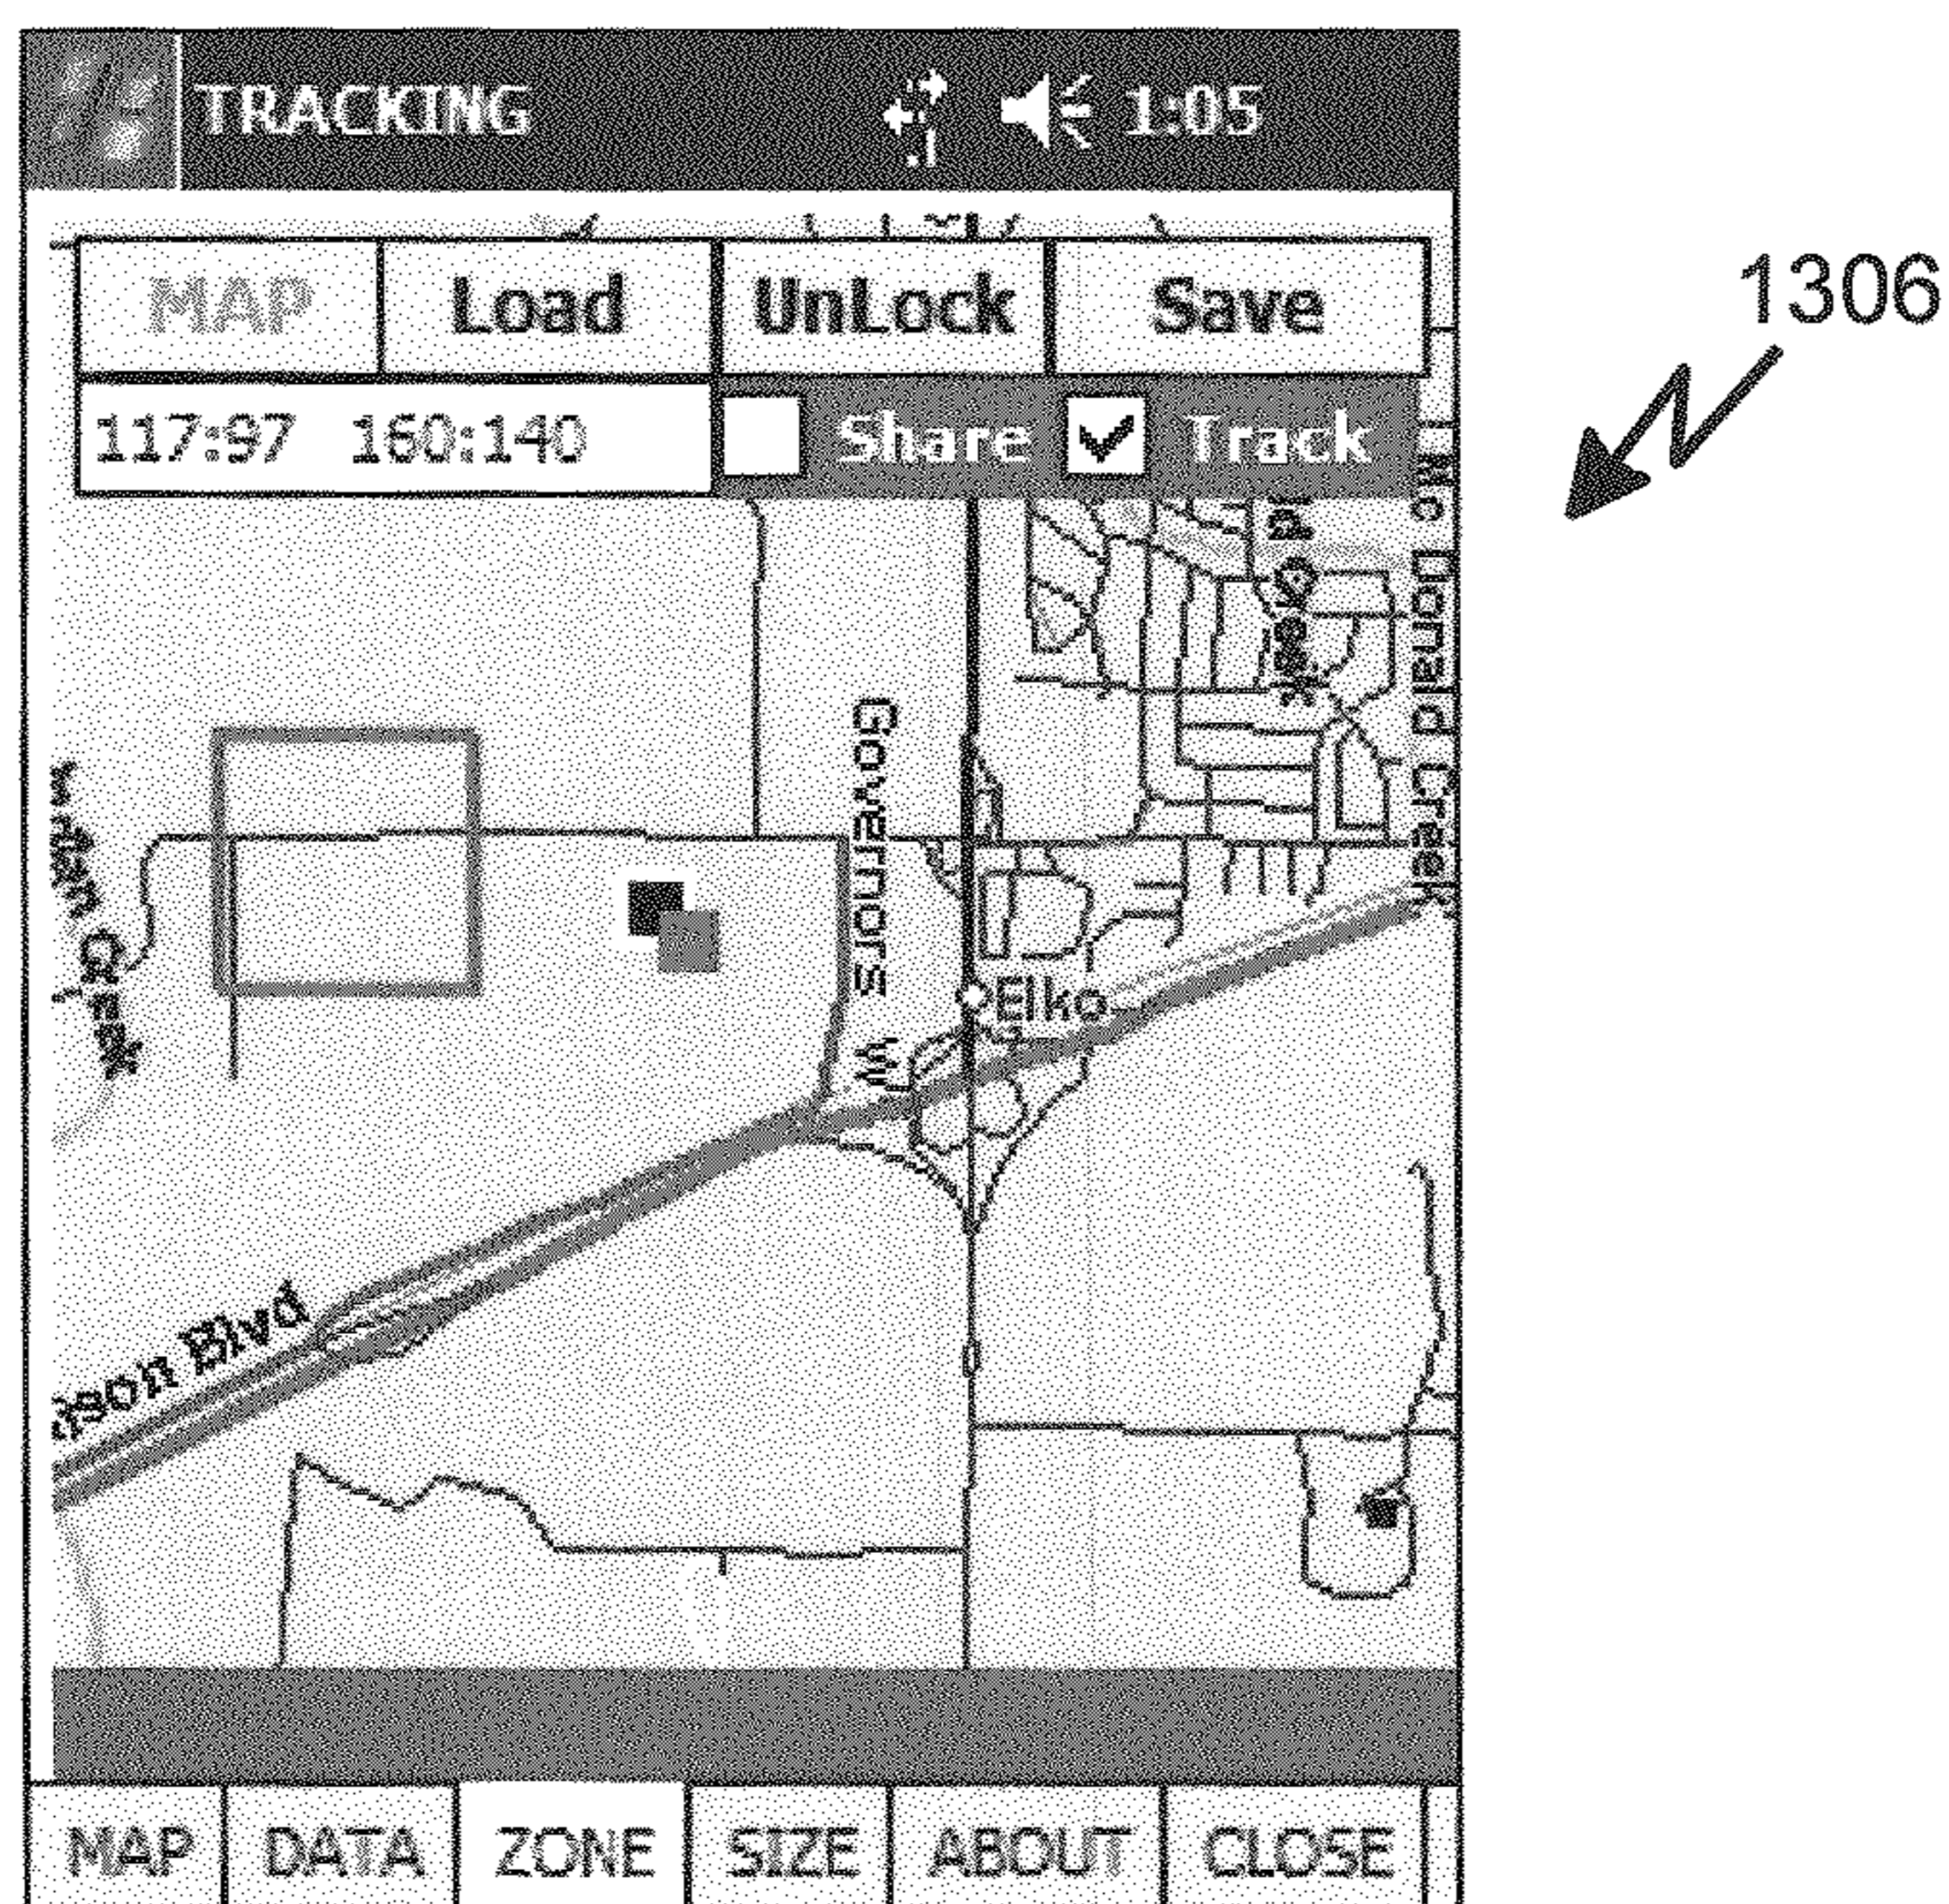 TRACKING 1:05
1306
MAP Load UnLock Save
117:97 160:140 Share Track
Mc Donald Creek
Creek
Governors W
Creek
Elko
Blvd
MAP DATA ZONE SIZE ABOUT CLOSE